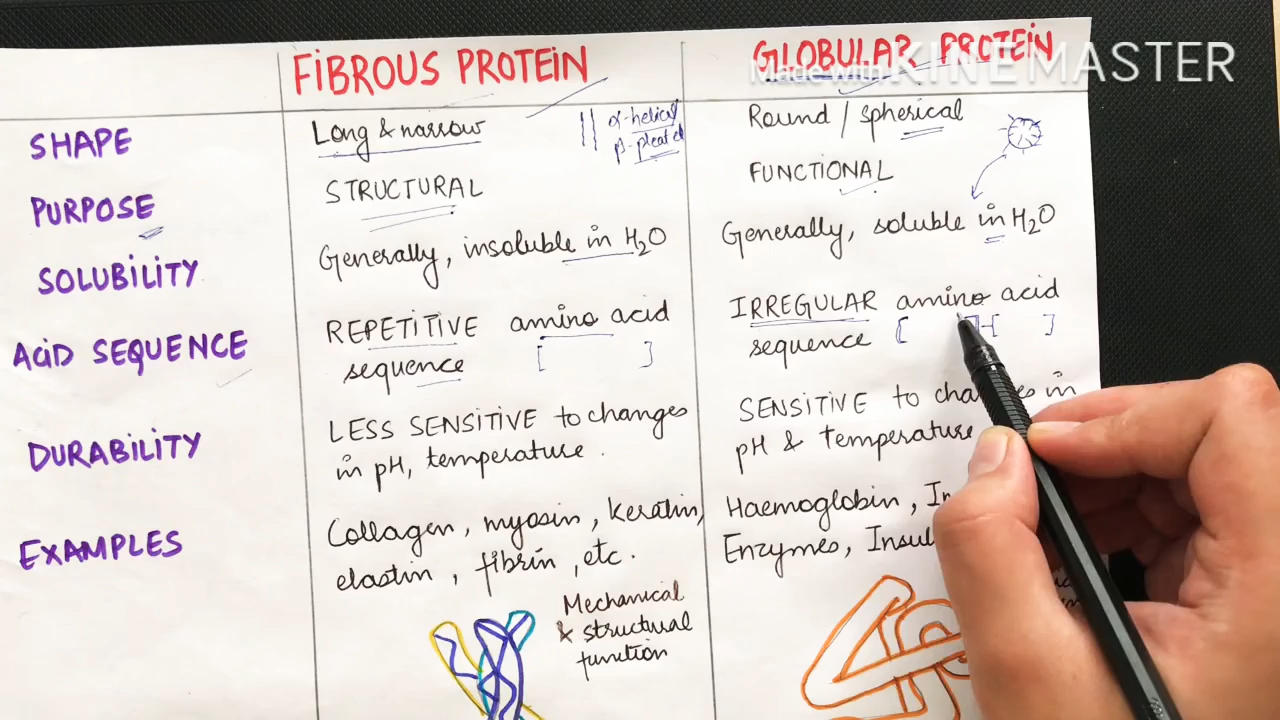 FIBROUS PROTEIN
GLOBULAR PROTEIN
Made with KINEMASTER
SHAPE
Long & narrow
α-helical
β-pleated
Round / spherical
PURPOSE
STRUCTURAL
FUNCTIONAL
SOLUBILITY
Generally, insoluble in H2O
Generally, soluble in H2O
ACID SEQUENCE
REPETITIVE amino acid
sequence [ ]
IRREGULAR amino acid
sequence [ ]-[ ]
DURABILITY
LESS SENSITIVE to changes
in pH, temperature.
SENSITIVE to in
pH & temperature
EXAMPLES
Collagen, myosin, keratin,
elastin, fibrin, etc.
Haemoglobin,
Enzymes,
Mechanical
& structural
function